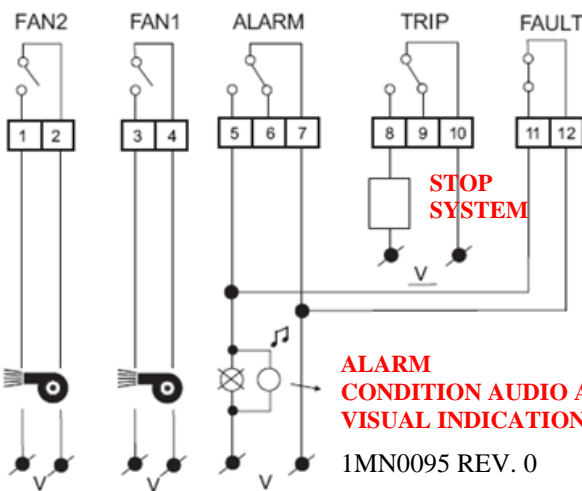 FAN2 FAN1 ALARM TRIP FAULT
1 2 3 4 5 6 7 8 9 10 11 12
STOP
SYSTEM
V
ALARM
CONDITION AUDIO A
VISUAL INDICATION
1MN0095 REV. 0
V V V